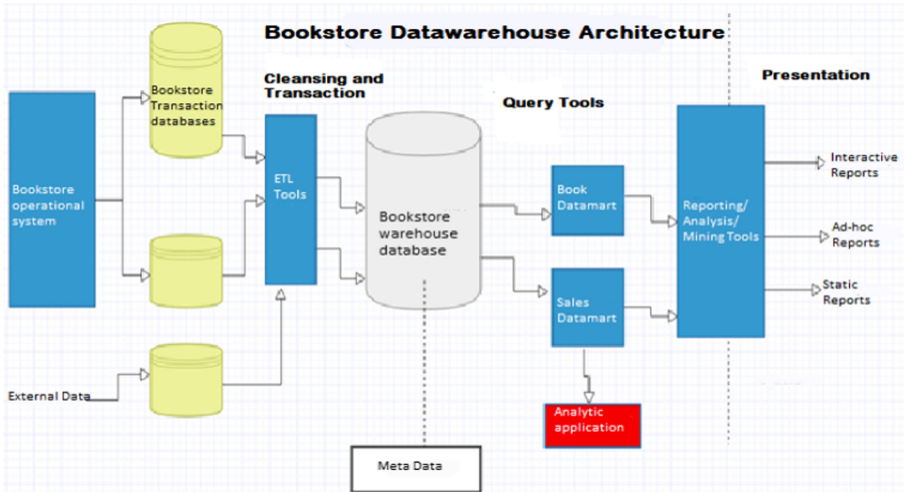 Bookstore Datawarehouse Architecture
Cleansing and
Transaction
Query Tools
Presentation
Bookstore
Transaction
databases
Bookstore
operational
system
ETL
Tools
Bookstore
warehouse
database
Book
Datamart
Sales
Datamart
Reporting/
Analysis/
Mining Tools
Interactive
Reports
Ad-hoc
Reports
Static
Reports
External Data
Analytic
application
Meta Data